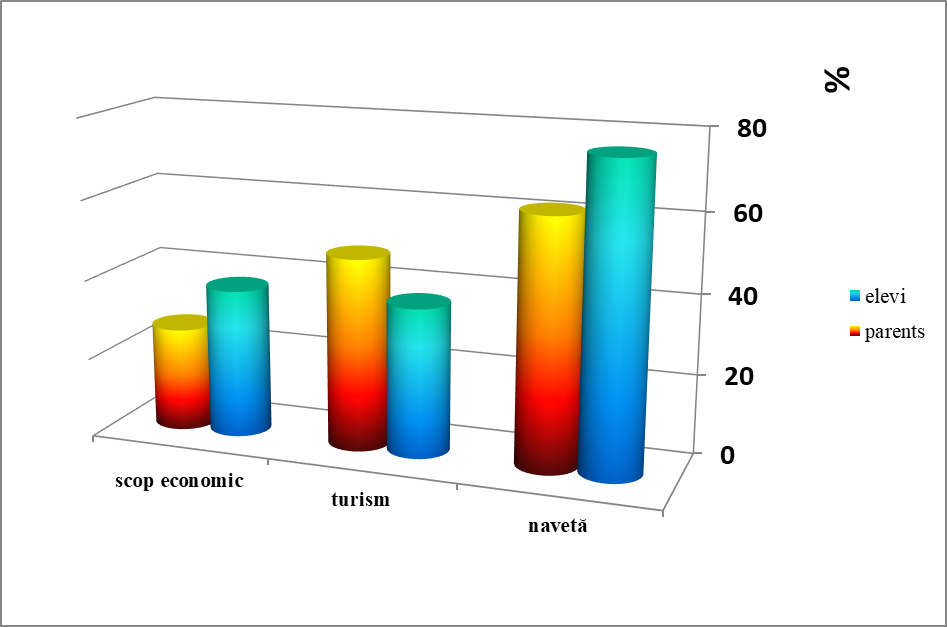 %
80
60
40
20
0
elevi
parents
scop economic
turism
navetă